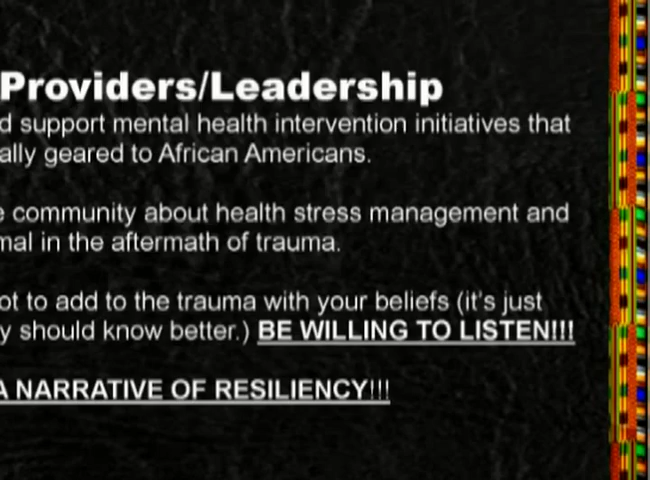 Providers/Leadership
d support mental health intervention initiatives that
ally geared to African Americans.
e community about health stress management and
mal in the aftermath of trauma.
ot to add to the trauma with your beliefs (it's just
y should know better.) BE WILLING TO LISTEN!!!
A NARRATIVE OF RESILIENCY!!!